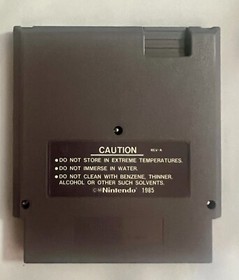 CAUTION REV-A
• DO NOT STORE IN EXTREME TEMPERATURES.
• DO NOT IMMERSE IN WATER.
• DO NOT CLEAN WITH BENZENE, THINNER,
ALCOHOL OR OTHER SUCH SOLVENTS.
Nintendo 1985